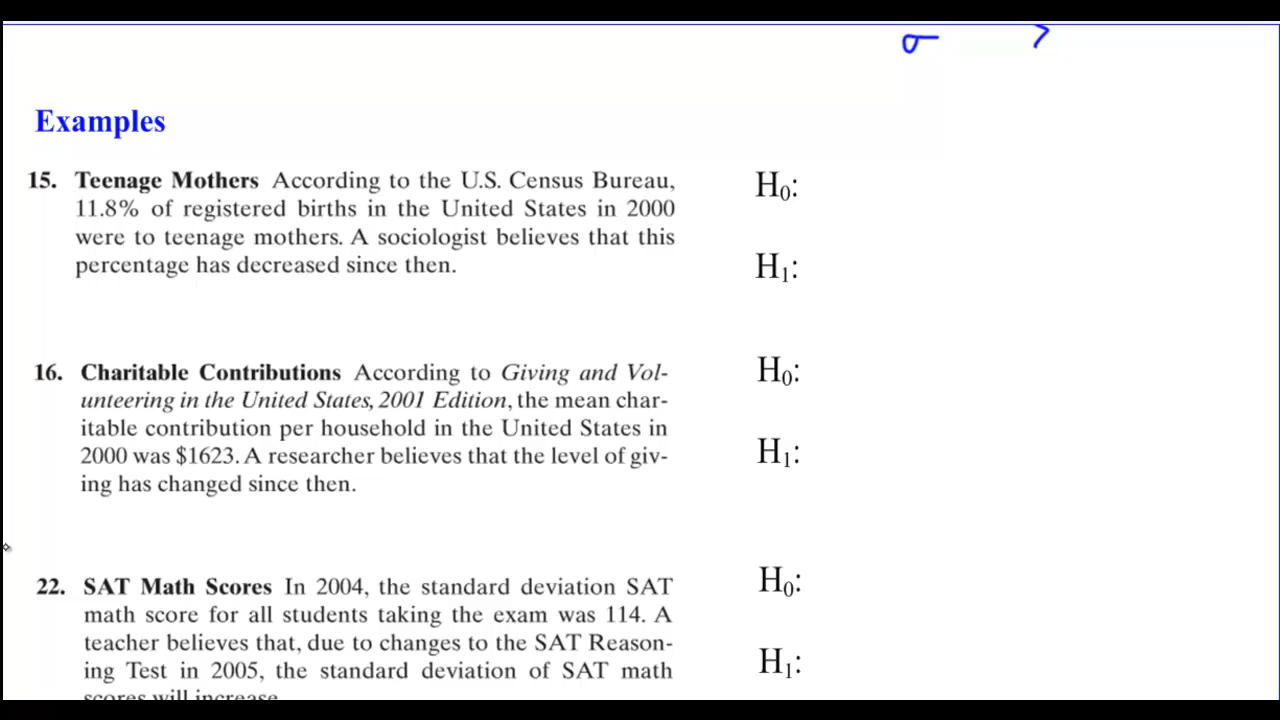 σ >
Examples
15. Teenage Mothers According to the U.S. Census Bureau,
11.8% of registered births in the United States in 2000
were to teenage mothers. A sociologist believes that this
percentage has decreased since then.
H₀:
H₁:
16. Charitable Contributions According to Giving and Vol-
unteering in the United States, 2001 Edition, the mean char-
itable contribution per household in the United States in
2000 was $1623. A researcher believes that the level of giv-
ing has changed since then.
H₀:
H₁:
22. SAT Math Scores In 2004, the standard deviation SAT
math score for all students taking the exam was 114. A
teacher believes that, due to changes to the SAT Reason-
ing Test in 2005, the standard deviation of SAT math
scores will increase.
H₀:
H₁: